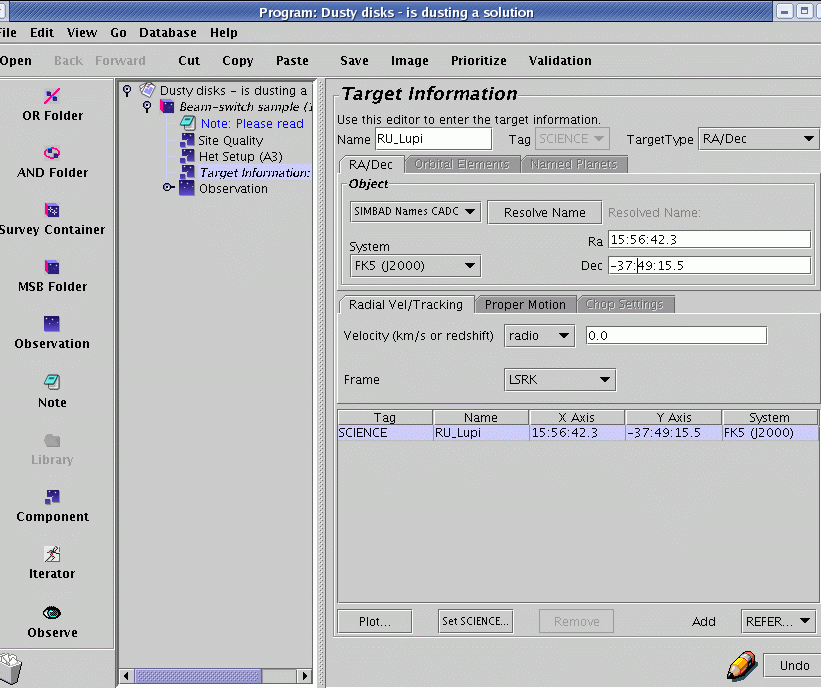 Program: Dusty disks - is dusting a solution
File Edit View Go Database Help
Open Back Forward Cut Copy Paste Save Image Prioritize Validation
OR Folder
AND Folder
Survey Container
MSB Folder
Observation
Note
Library
Component
Iterator
Observe
Dusty disks - is dusting a
Beam-switch sample (1
Note: Please read
Site Quality
Het Setup (A3)
Target Information:
Observation
Target Information
Use this editor to enter the target information.
Name RU_Lupi Tag SCIENCE TargetType RA/Dec
RA/Dec Orbital Elements Named Planets
Object
SIMBAD Names CADC Resolve Name Resolved Name:
Ra 15:56:42.3
System
FK5 (J2000) Dec -37:49:15.5
Radial Vel/Tracking Proper Motion Chop Settings
Velocity (km/s or redshift) radio 0.0
Frame LSRK
Tag Name X Axis Y Axis System
SCIENCE RU_Lupi 15:56:42.3 -37:49:15.5 FK5 (J2000)
Plot... Set SCIENCE... Remove Add REFER...
Undo